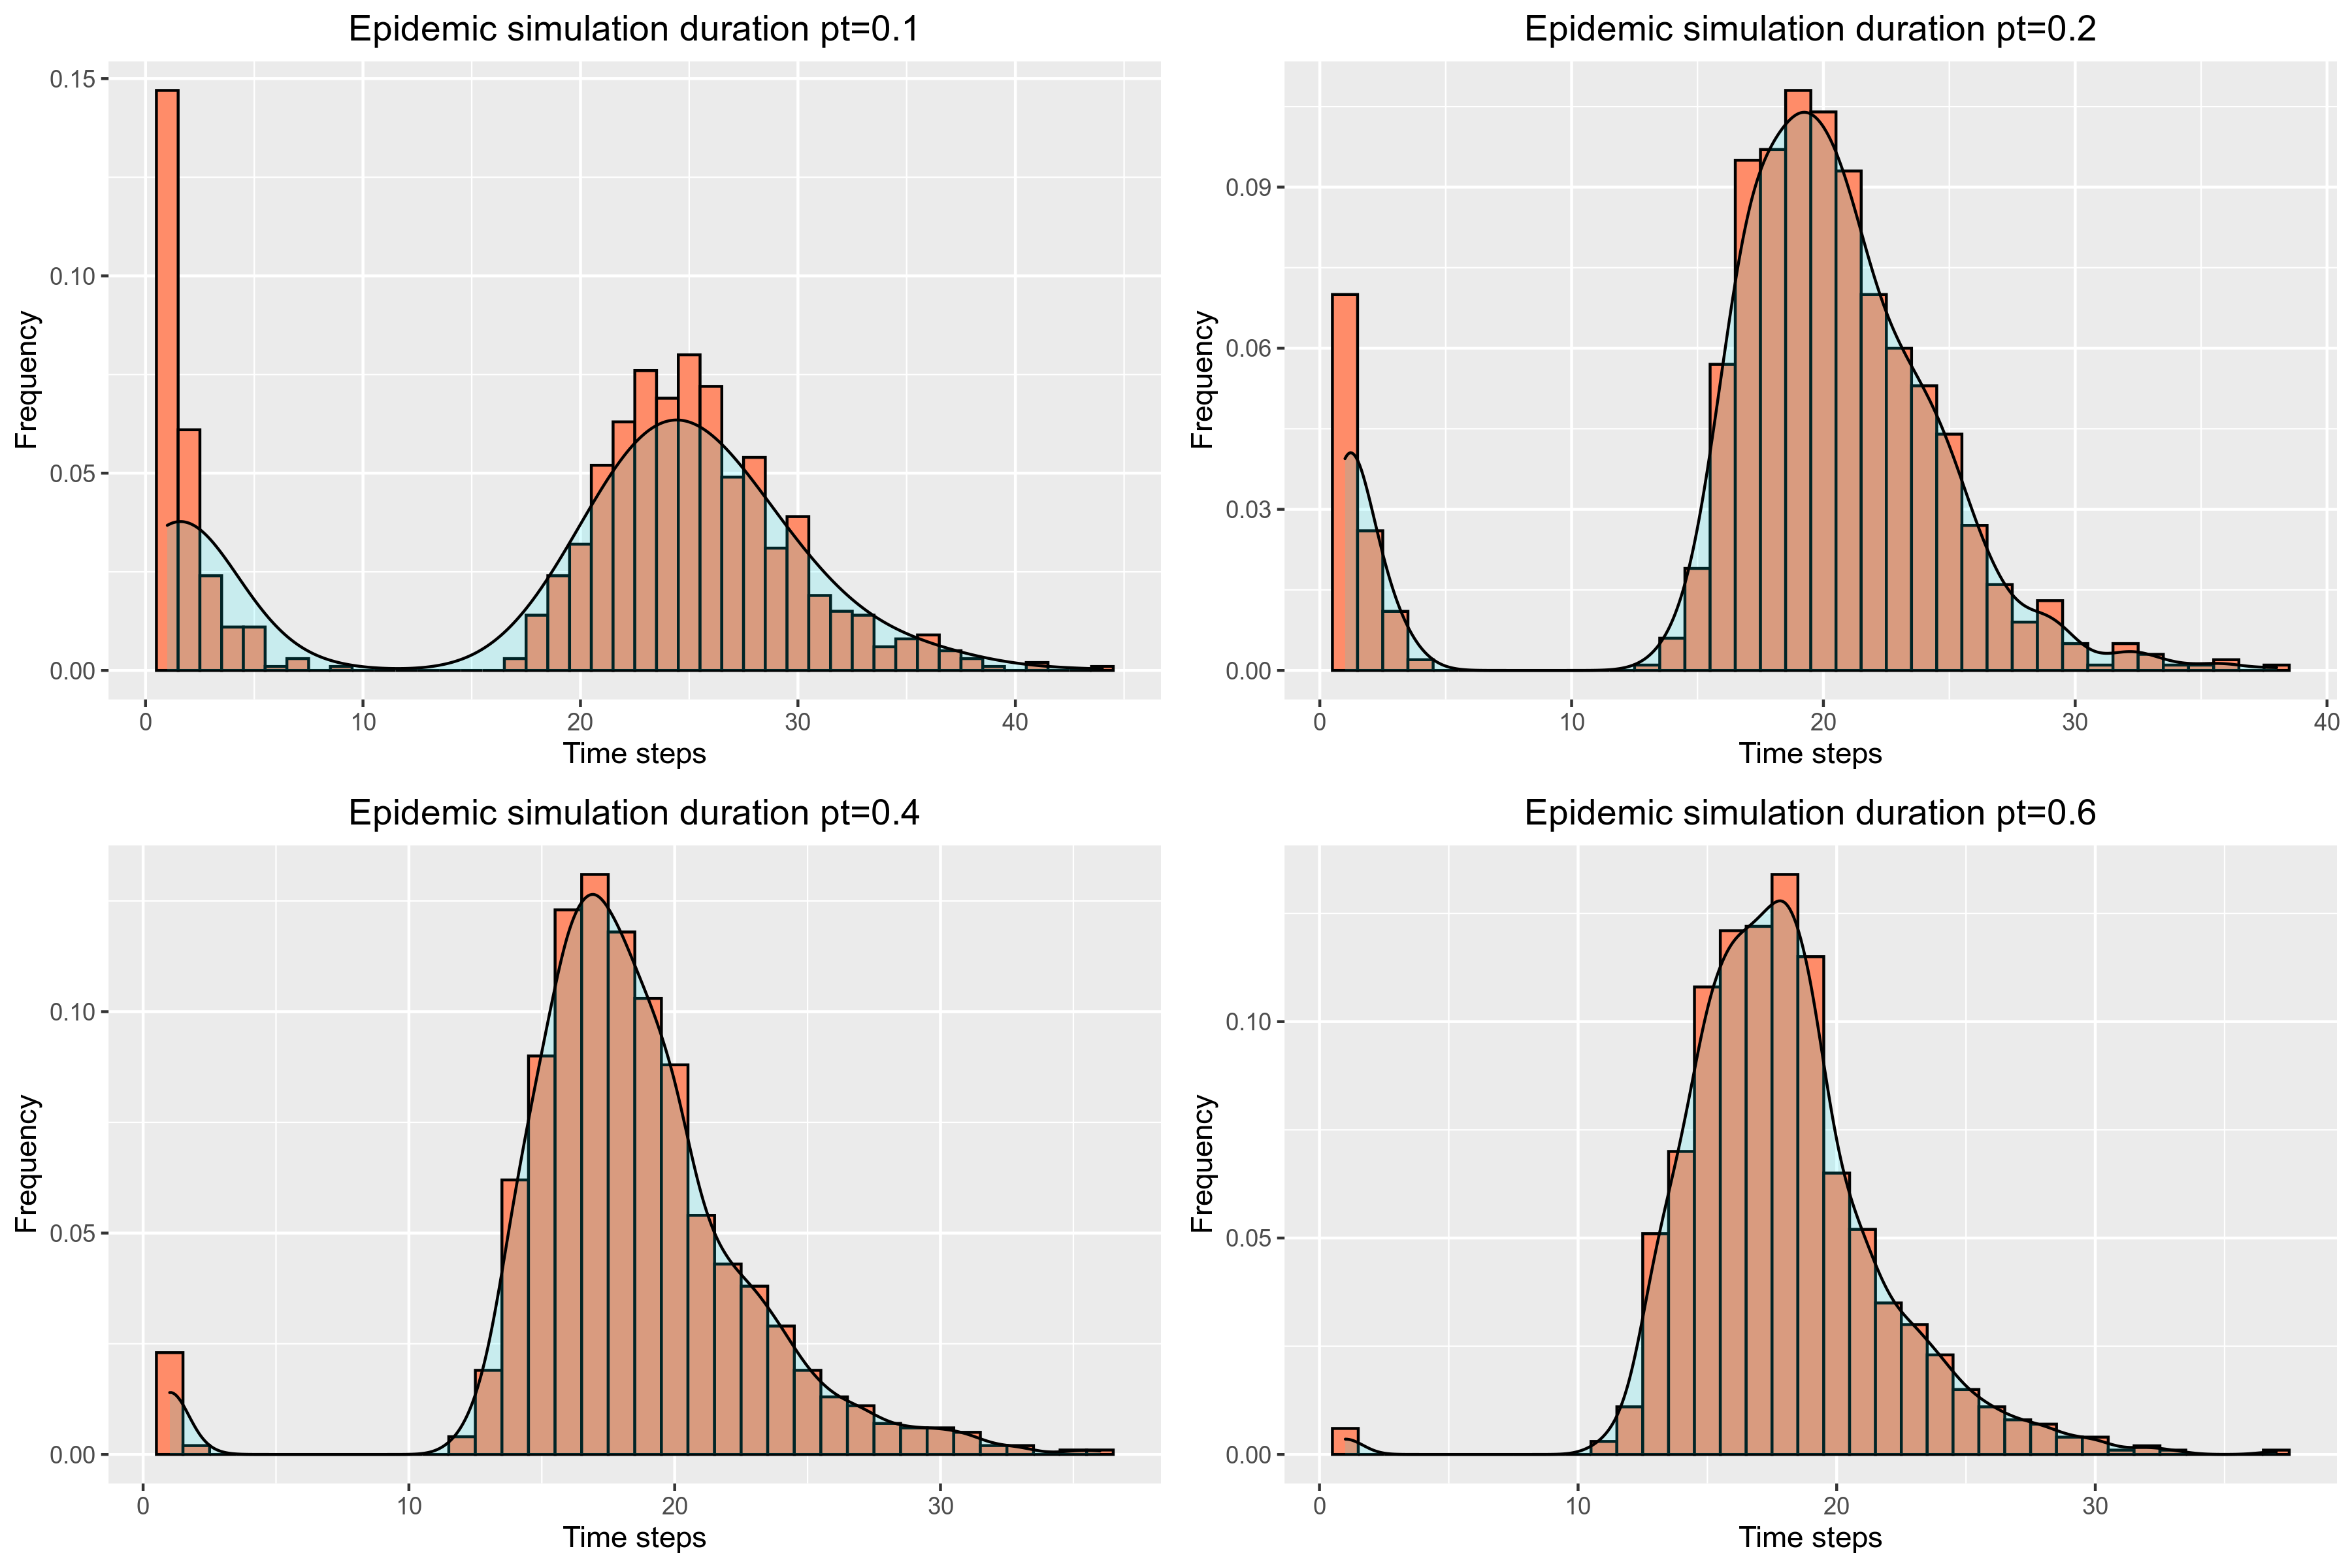 Epidemic simulation duration pt=0.1
0.15
0.10
0.05
0.00
Frequency
0 10 20 30 40
Time steps
Epidemic simulation duration pt=0.2
0.09
0.06
0.03
0.00
Frequency
0 10 20 30 40
Time steps
Epidemic simulation duration pt=0.4
0.10
0.05
0.00
Frequency
0 10 20 30
Time steps
Epidemic simulation duration pt=0.6
0.10
0.05
0.00
Frequency
0 10 20 30
Time steps